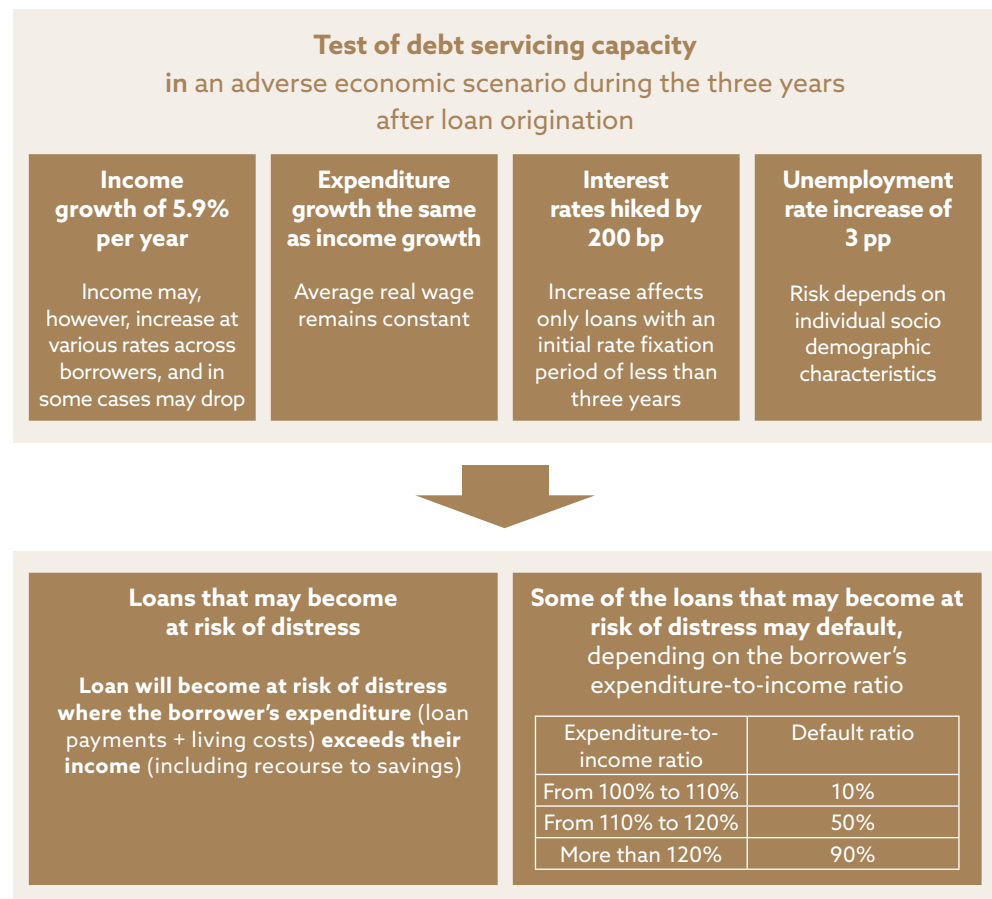 Test of debt servicing capacity
in an adverse economic scenario during the three years
after loan origination
Income
growth of 5.9%
per year
Income may,
however, increase at
various rates across
borrowers, and in
some cases may drop
Expenditure
growth the same
as income growth
Average real wage
remains constant
Interest
rates hiked by
200 bp
Increase affects
only loans with an
initial rate fixation
period of less than
three years
Unemployment
rate increase of
3 pp
Risk depends on
individual socio
demographic
characteristics
Loans that may become
at risk of distress
Loan will become at risk of distress
where the borrower’s expenditure (loan
payments + living costs) exceeds their
income (including recourse to savings)
Some of the loans that may become at
risk of distress may default,
depending on the borrower’s
expenditure-to-income ratio
Expenditure-to-
income ratio
Default ratio
From 100% to 110% 10%
From 110% to 120% 50%
More than 120% 90%